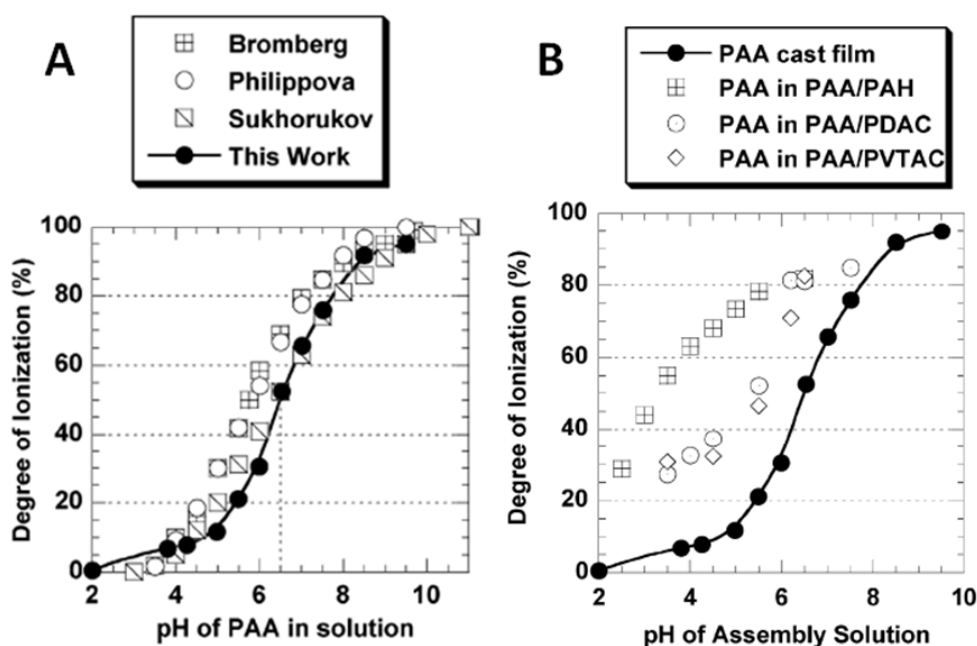 A
Bromberg
Philippova
Sukhorukov
This Work
100
80
60
40
20
0
Degree of Ionization (%)
2
4
6
8
10
pH of PAA in solution
B
PAA cast film
PAA in PAA/PAH
PAA in PAA/PDAC
PAA in PAA/PVTAC
100
80
60
40
20
0
Degree of Ionization (%)
2
4
6
8
10
pH of Assembly Solution